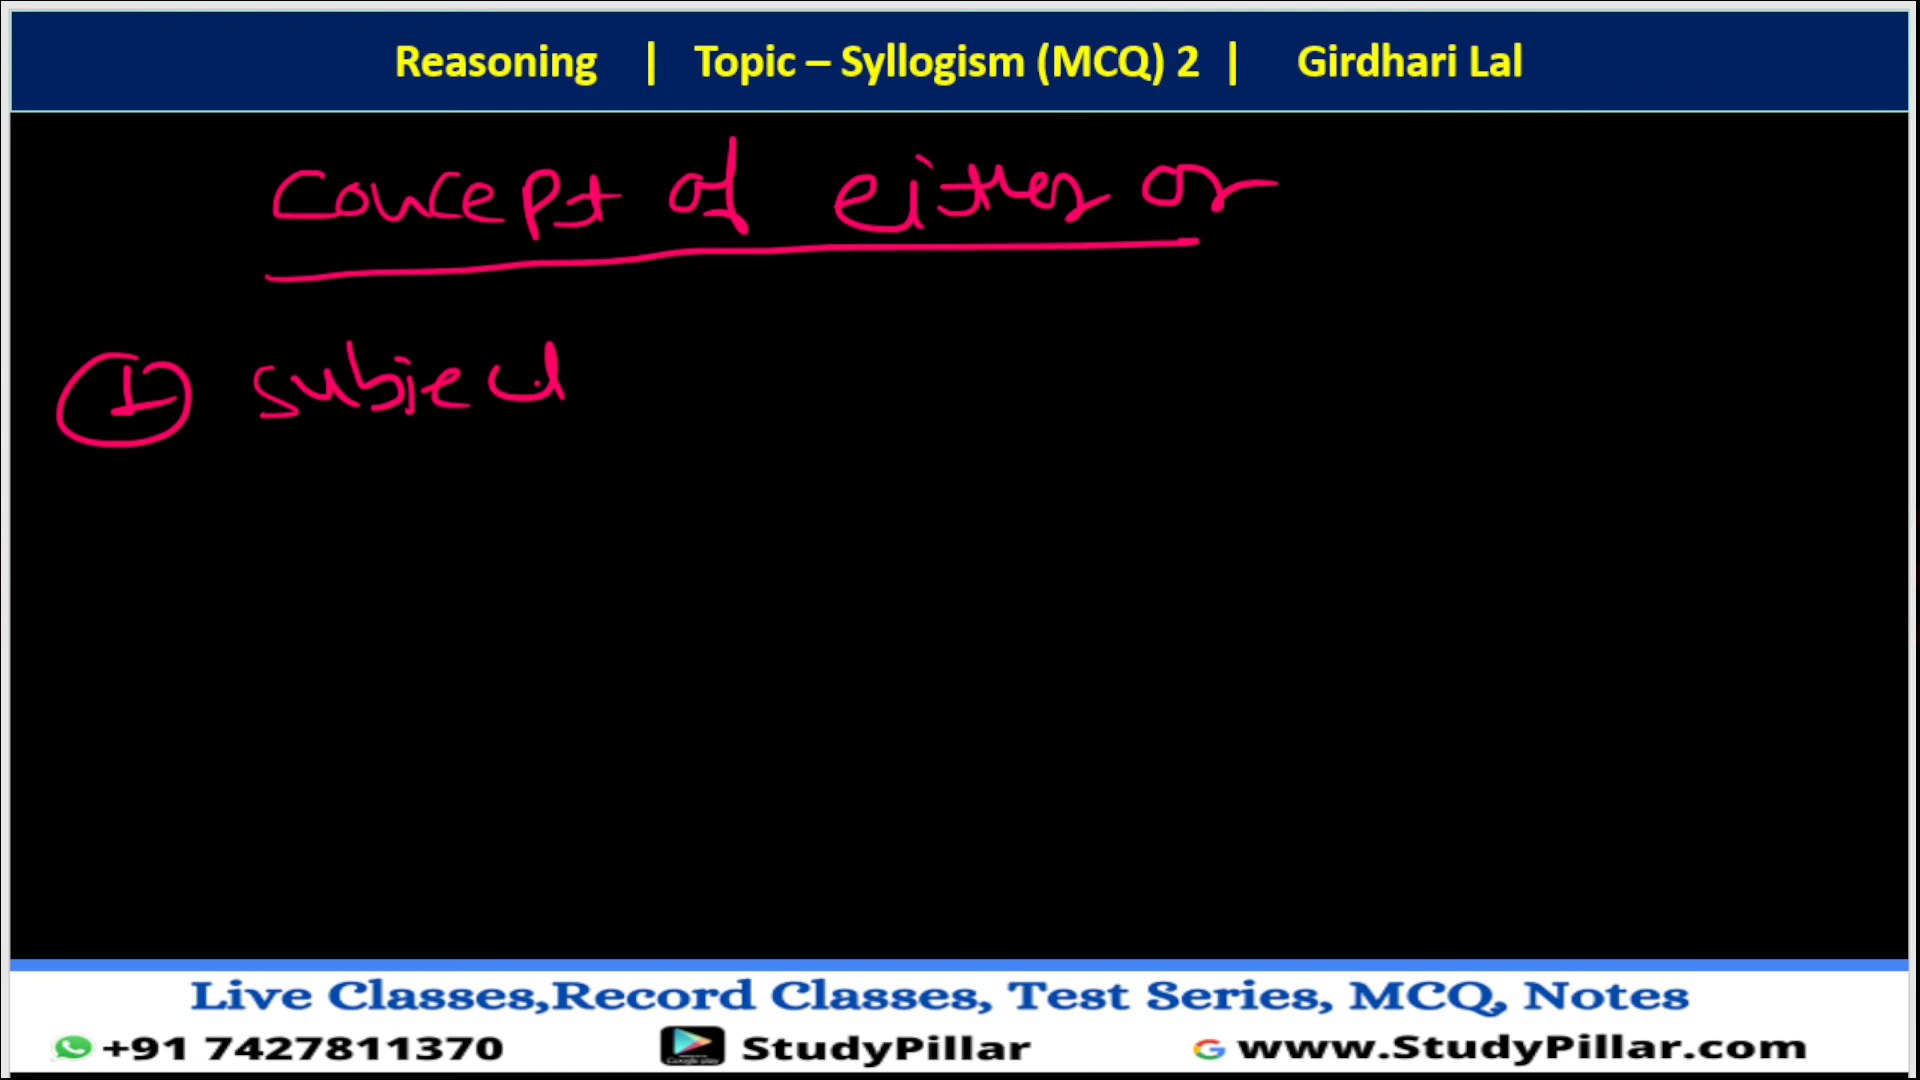 Reasoning | Topic – Syllogism (MCQ) 2 | Girdhari Lal
concept of either or
① subject
Live Classes,Record Classes, Test Series, MCQ, Notes
+91 7427811370 StudyPillar www.StudyPillar.com